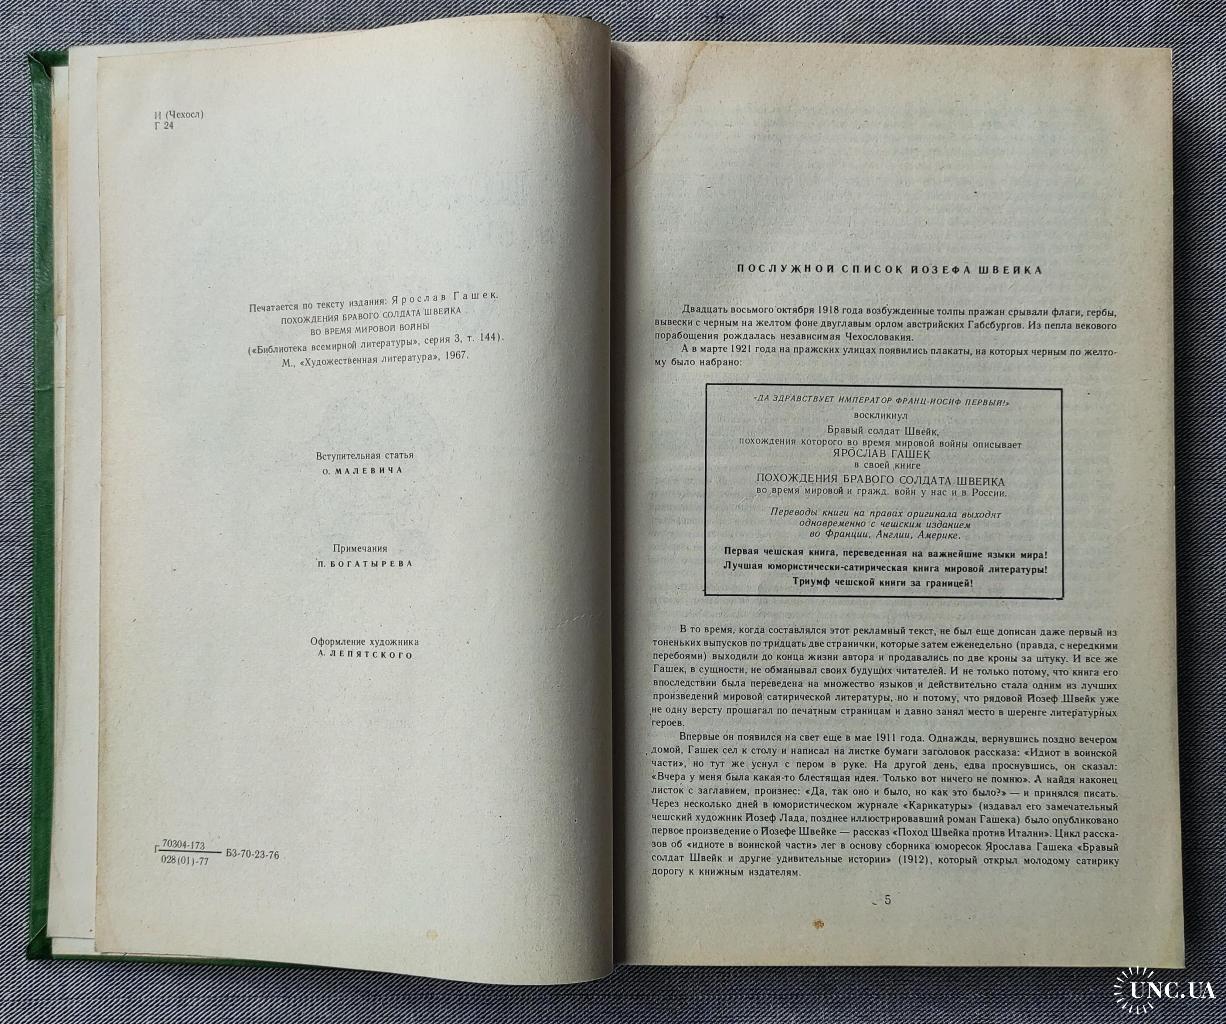 И (Чехосл)
Г 24
Печатается по тексту издания: Ярослав Гашек.
ПОХОЖДЕНИЯ БРАВОГО СОЛДАТА ШВЕЙКА
ВО ВРЕМЯ МИРОВОЙ ВОЙНЫ
(«Библиотека всемирной литературы», серия 3, т. 144).
М., «Художественная литература», 1967.
Вступительная статья
О. МАЛЕВИЧА
Примечания
П. БОГАТЫРЕВА
Оформление художника
А. ЛЕПЯТСКОГО
Г 70304-173
028(01)-77
БЗ-70-23-76
ПОСЛУЖНОЙ СПИСОК ЙОЗЕФА ШВЕЙКА
Двадцать восьмого октября 1918 года возбужденные толпы пражан срывали флаги, гербы,
вывески с черным на желтом фоне двуглавым орлом австрийских Габсбургов. Из пепла векового
порабощения рождалась независимая Чехословакия.
А в марте 1921 года на пражских улицах появились плакаты, на которых черным по желто-
му было набрано:
«ДА ЗДРАВСТВУЕТ ИМПЕРАТОР ФРАНЦ-ИОСИФ ПЕРВЫЙ!»
воскликнул
Бравый солдат Швейк,
похождения которого во время мировой войны описывает
ЯРОСЛАВ ГАШЕК
в своей книге
ПОХОЖДЕНИЯ БРАВОГО СОЛДАТА ШВЕЙКА
во время мировой и гражд. войн у нас и в России.
Переводы книги на правах оригинала выходят
одновременно с чешским изданием
во Франции, Англии, Америке.
Первая чешская книга, переведенная на важнейшие языки мира!
Лучшая юмористически-сатирическая книга мировой литературы!
Триумф чешской книги за границей!
В то время, когда составлялся этот рекламный текст, не был еще дописан даже первый из
тоненьких выпусков по тридцать две странички, которые затем еженедельно (правда, с нередкими
перебоями) выходили до конца жизни автора и продавались по две кроны за штуку. И все же
Гашек, в сущности, не обманывал своих будущих читателей. И не только потому, что книга его
впоследствии была переведена на множество языков и действительно стала одним из лучших
произведений мировой сатирической литературы, но и потому, что рядовой Йозеф Швейк уже
не одну версту прошагал по печатным страницам и давно занял место в шеренге литературных
героев.
Впервые он появился на свет еще в мае 1911 года. Однажды, вернувшись поздно вечером
домой, Гашек сел к столу и написал на листке бумаги заголовок рассказа: «Идиот в воинской
части», но тут же уснул с пером в руке. На другой день, едва проснувшись, он сказал:
«Вчера у меня была какая-то блестящая идея. Только вот ничего не помню». А найдя наконец
листок с заглавием, произнес: «Да, так оно и было, но как это было?» — и принялся писать.
Через несколько дней в юмористическом журнале «Карикатуры» (издавал его замечательный
чешский художник Йозеф Лада, позднее иллюстрировавший роман Гашека) было опубликовано
первое произведение о Йозефе Швейке — рассказ «Поход Швейка против Италии». Цикл расска-
зов об «идиоте в воинской части» лег в основу сборника юморесок Ярослава Гашека «Бравый
солдат Швейк и другие удивительные истории» (1912), который открыл молодому сатирику
дорогу к книжным издателям.
5
UNC.UA